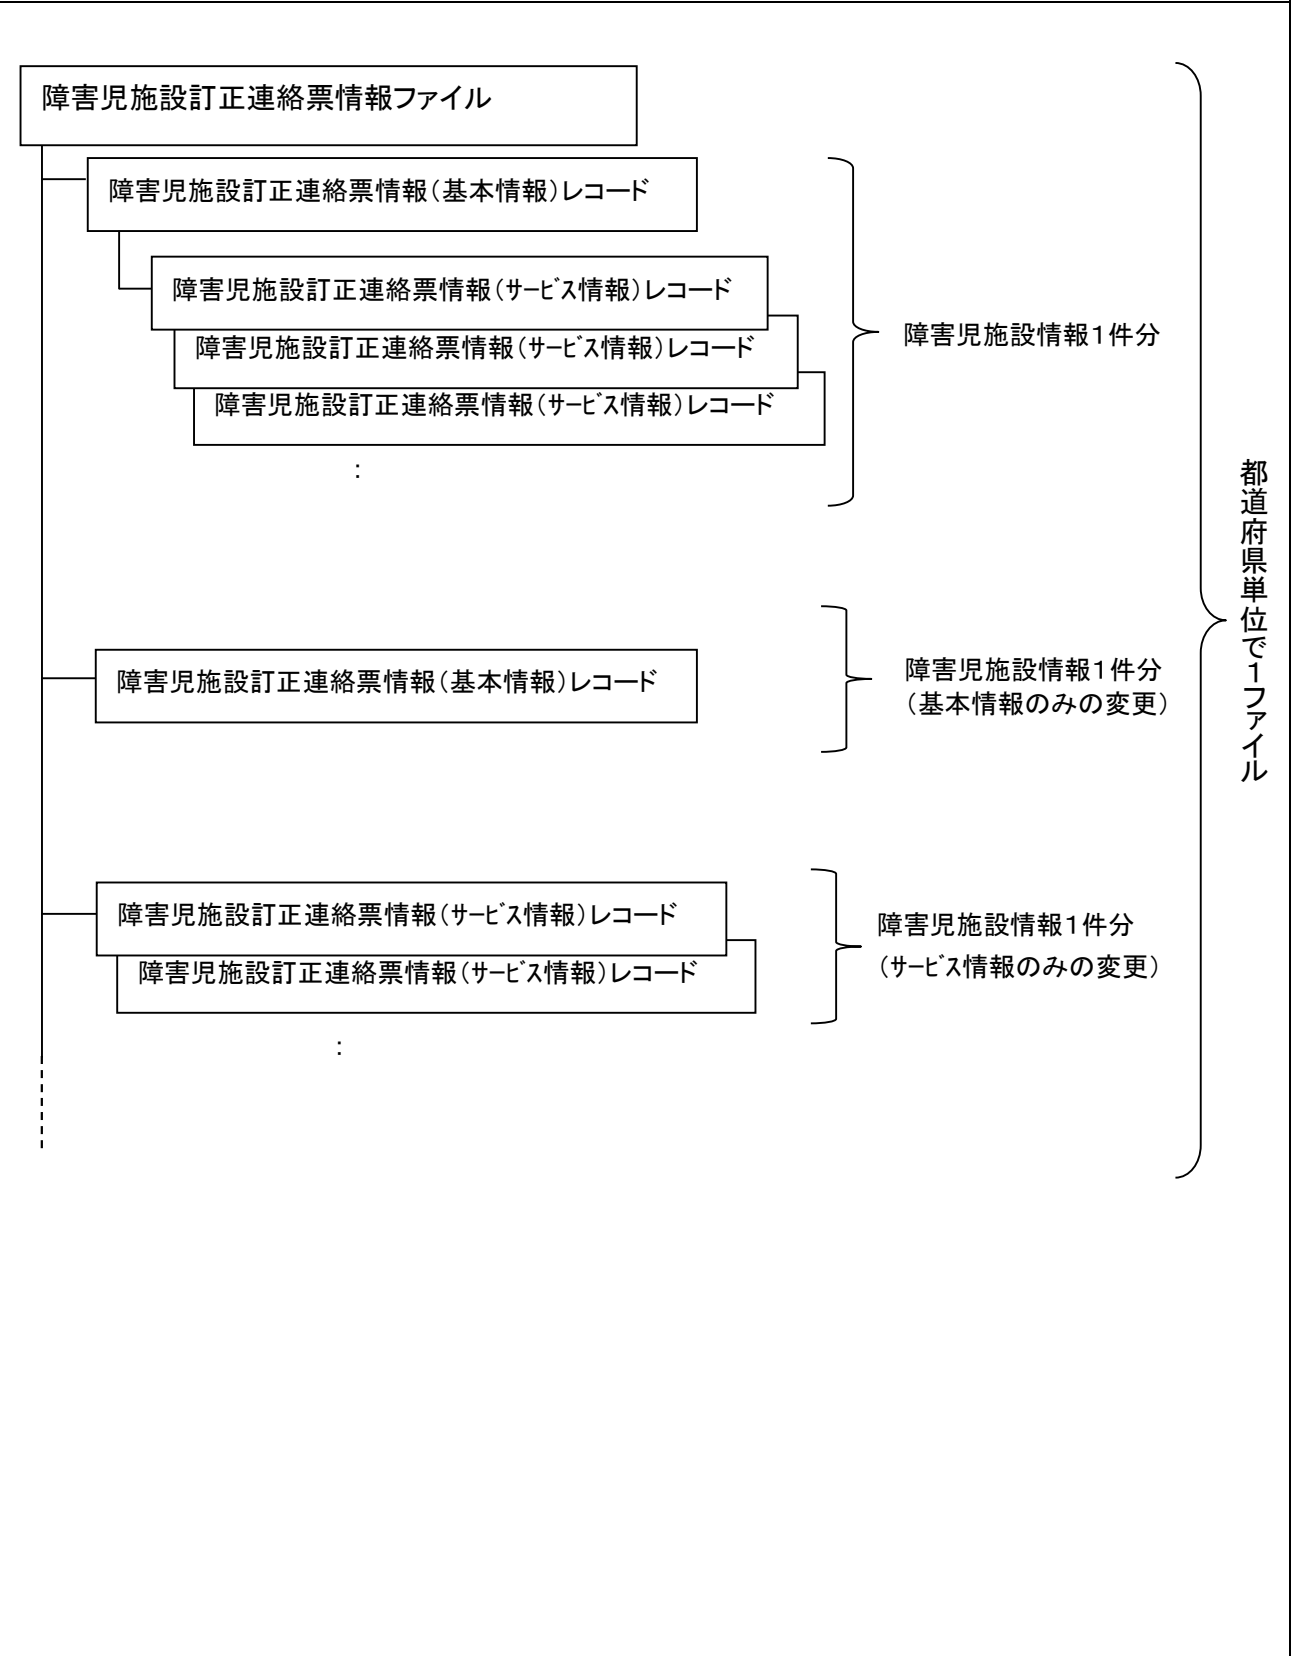 障害児施設訂正連絡票情報ファイル
障害児施設訂正連絡票情報（基本情報）レコード
障害児施設訂正連絡票情報（ｻｰﾋﾞｽ情報）レコード
障害児施設訂正連絡票情報（ｻｰﾋﾞｽ情報）レコード
障害児施設訂正連絡票情報（ｻｰﾋﾞｽ情報）レコード
：
障害児施設情報１件分
障害児施設訂正連絡票情報（基本情報）レコード
障害児施設情報１件分
（基本情報のみの変更）
障害児施設訂正連絡票情報（ｻｰﾋﾞｽ情報）レコード
障害児施設訂正連絡票情報（ｻｰﾋﾞｽ情報）レコード
：
障害児施設情報１件分
（ｻｰﾋﾞｽ情報のみの変更）
都道府県単位で１ファイル